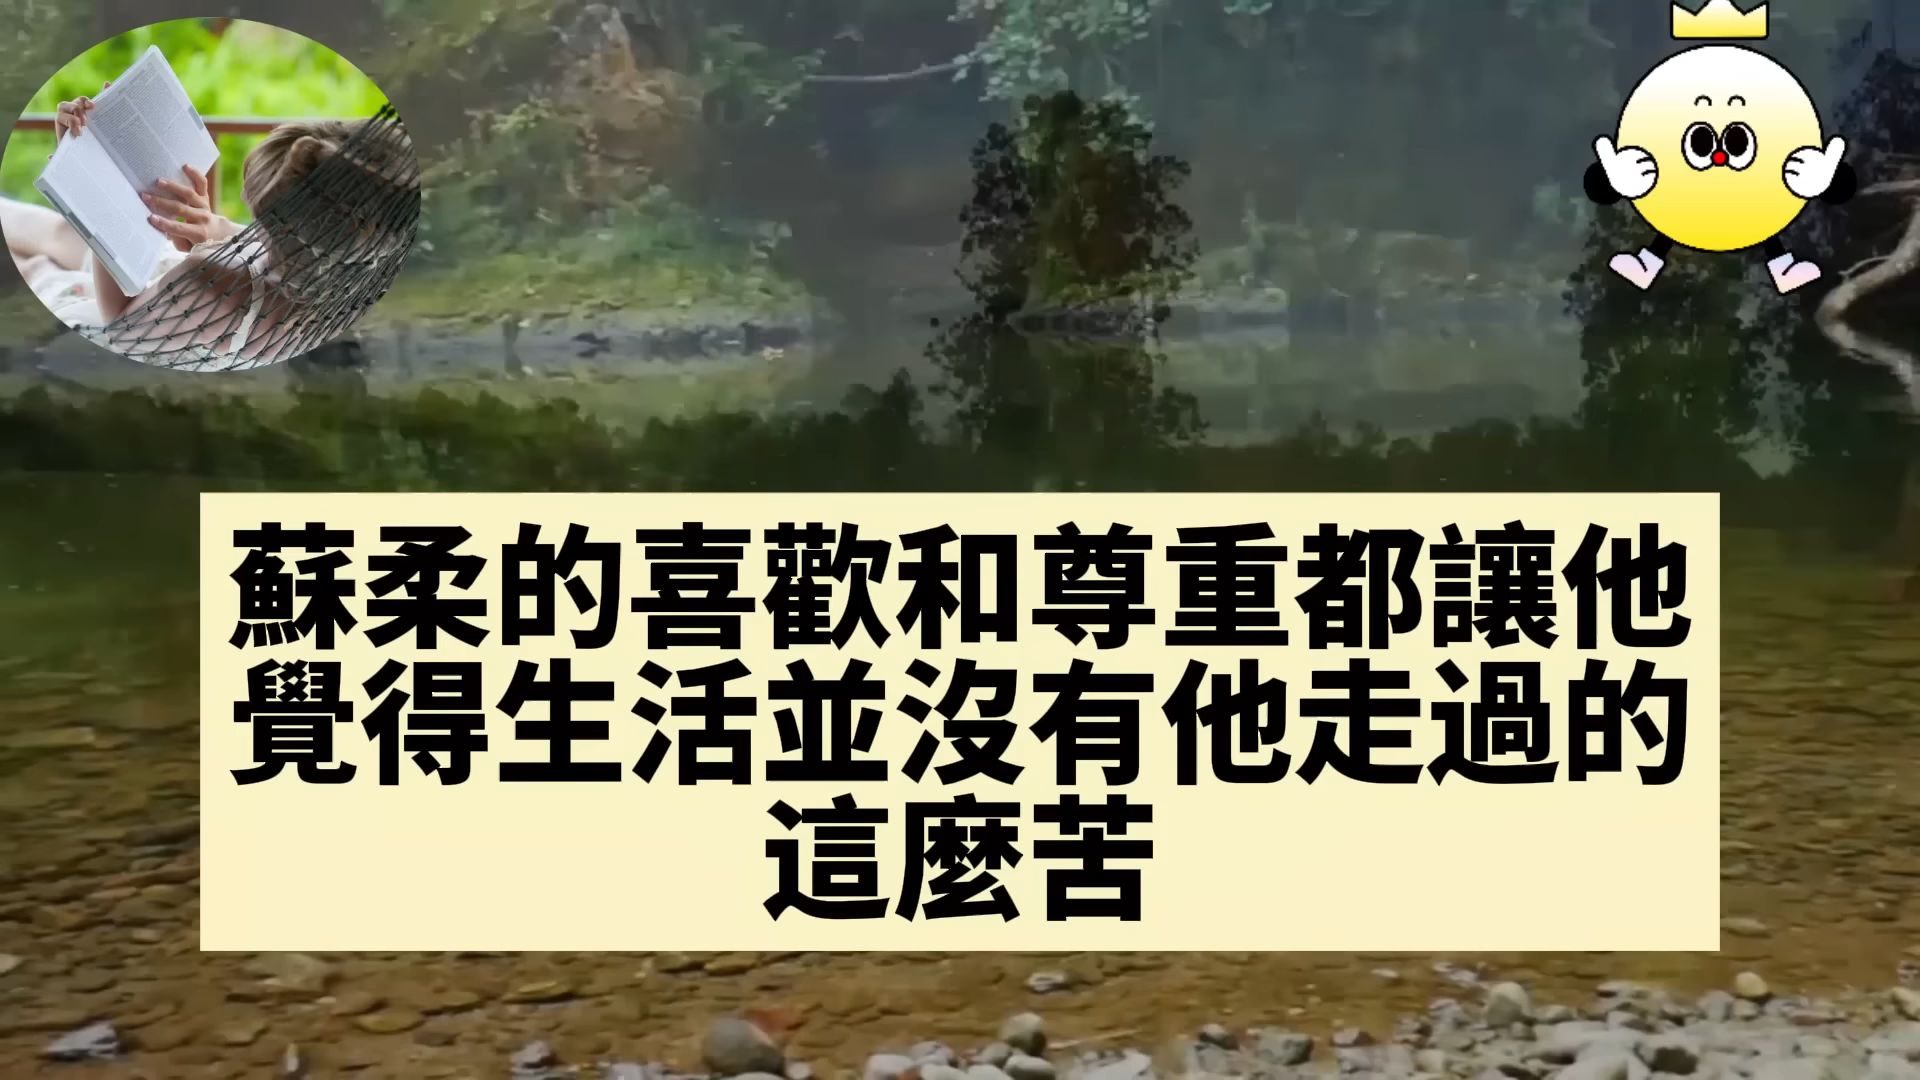 蘇柔的喜歡和尊重都讓他
覺得生活並沒有他走過的
這麼苦